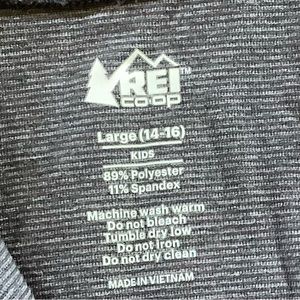 REI™
CO·OP
Large (14-16)
KIDS
89% Polyester
11% Spandex
Machine wash warm
Do not bleach
Tumble dry low
Do not iron
Do not dry clean
MADE IN VIETNAM